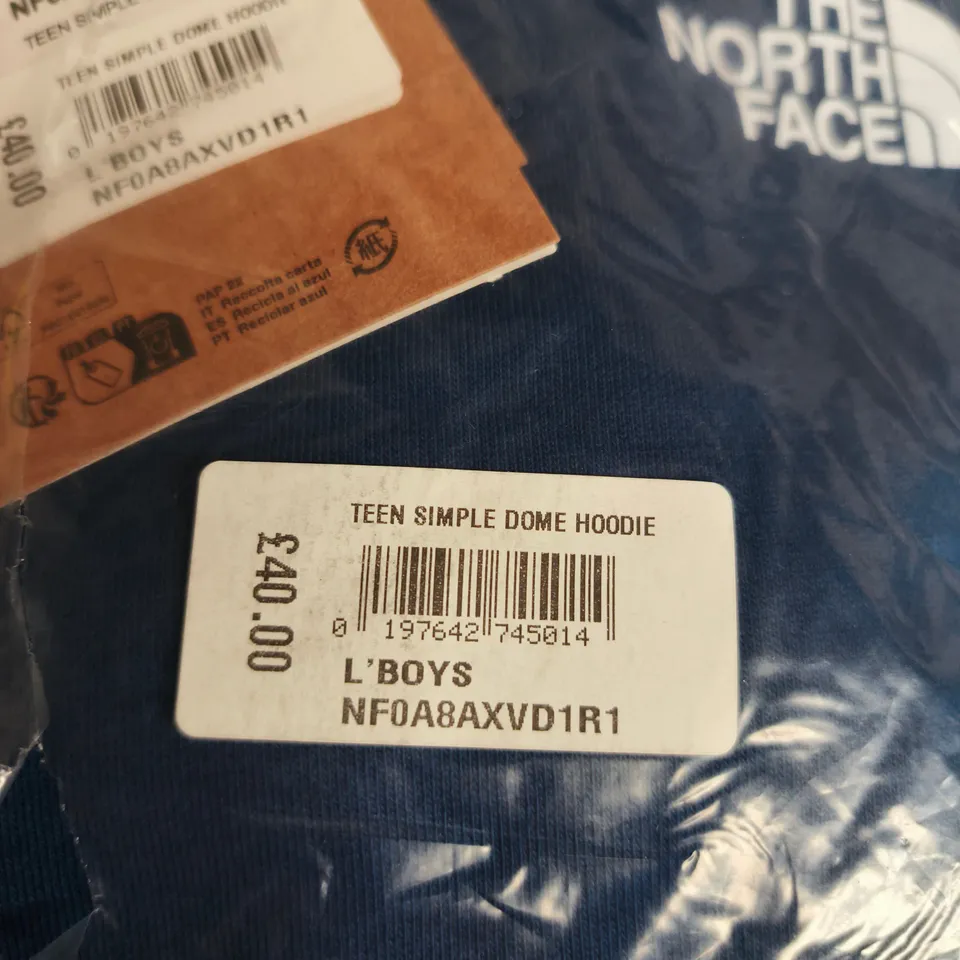 TEEN SIMPLE
TEEN SIMPLE DOME HOODIE
0 197642 745014
£40.00
L'BOYS
NF0A8AXVD1R1
THE
NORTH
FACE
紙
PAP 22
IT Raccolta carta
ES Recicla al azul
PT Reciclar azul
TEEN SIMPLE DOME HOODIE
£40.00
0 197642 745014
L'BOYS
NF0A8AXVD1R1